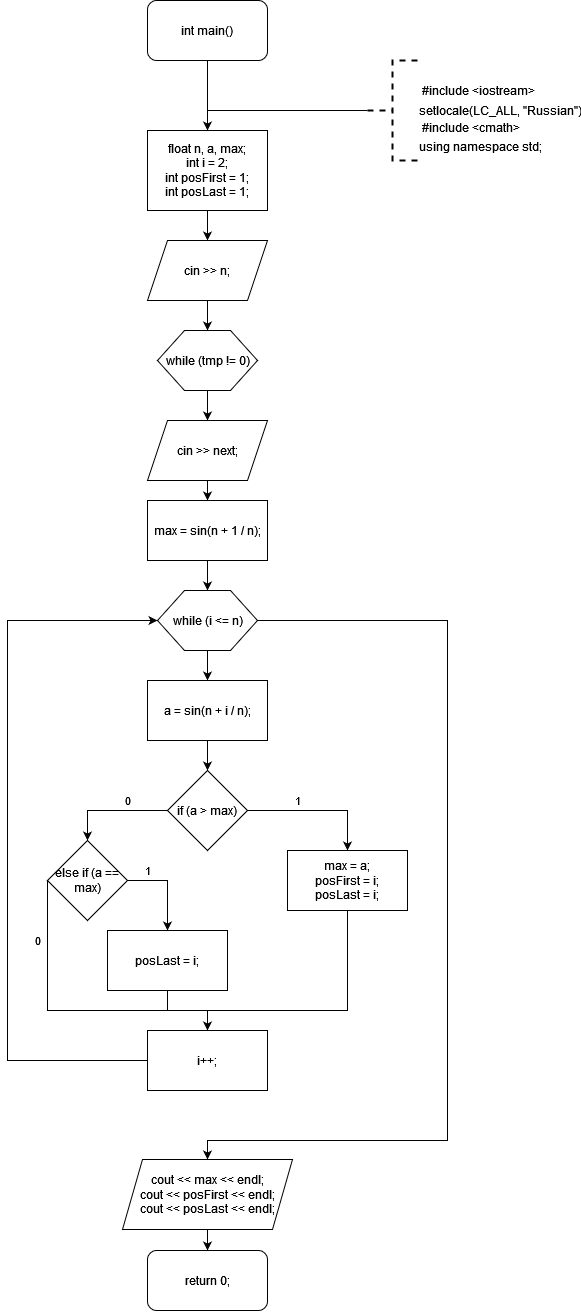 int main()
#include <iostream>
setlocale(LC_ALL, "Russian")
#include <cmath>
using namespace std;
float n, a, max;
int i = 2;
int posFirst = 1;
int posLast = 1;
cin >> n;
while (tmp != 0)
cin >> next;
max = sin(n + 1 / n);
while (i <= n)
a = sin(n + i / n);
0
if (a > max)
1
else if (a ==
max)
1
max = a;
posFirst = i;
posLast = i;
0
posLast = i;
i++;
cout << max << endl;
cout << posFirst << endl;
cout << posLast << endl;
return 0;